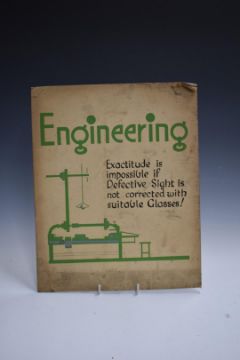 Engineering
Exactitude is
impossible if
Defective Sight is
not corrected with
suitable Glasses!